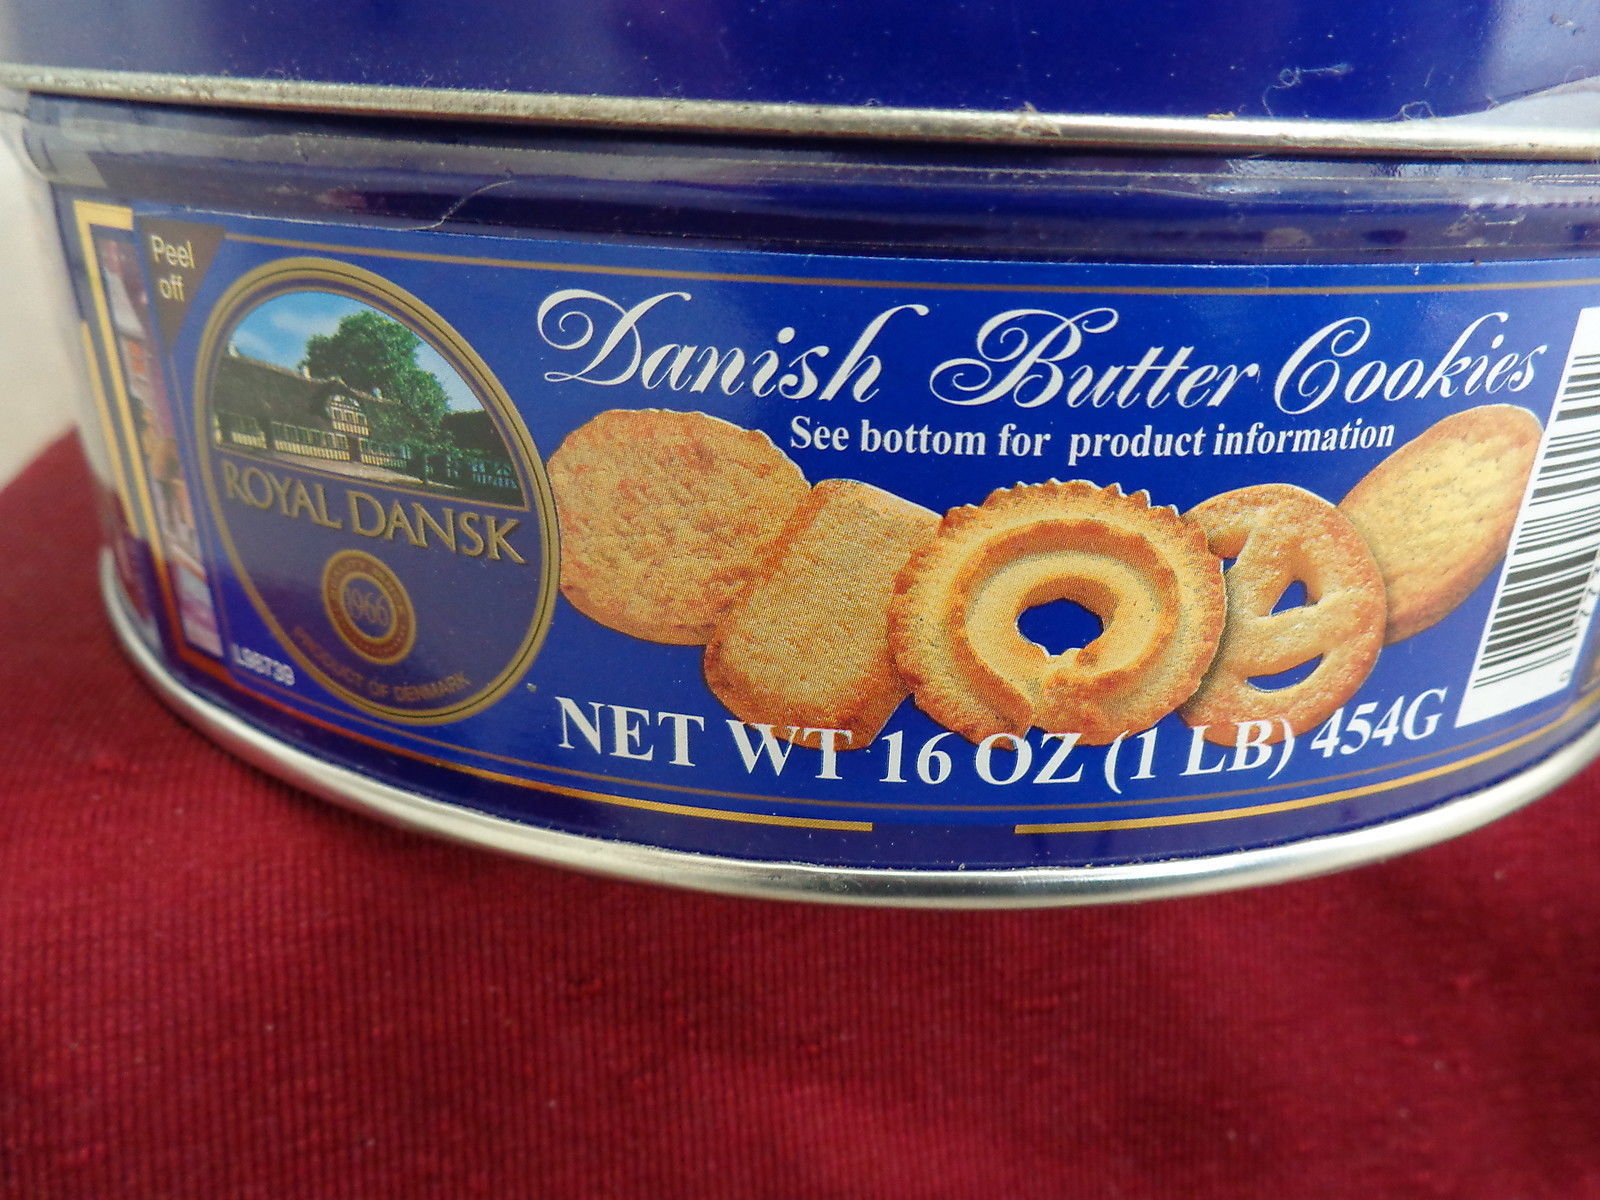 Peel
off
Danish Butter Cookies
See bottom for product information
ROYAL DANSK
1966
PRODUCT OF DENMARK
L98739
NET WT 16 OZ (1 LB) 454G